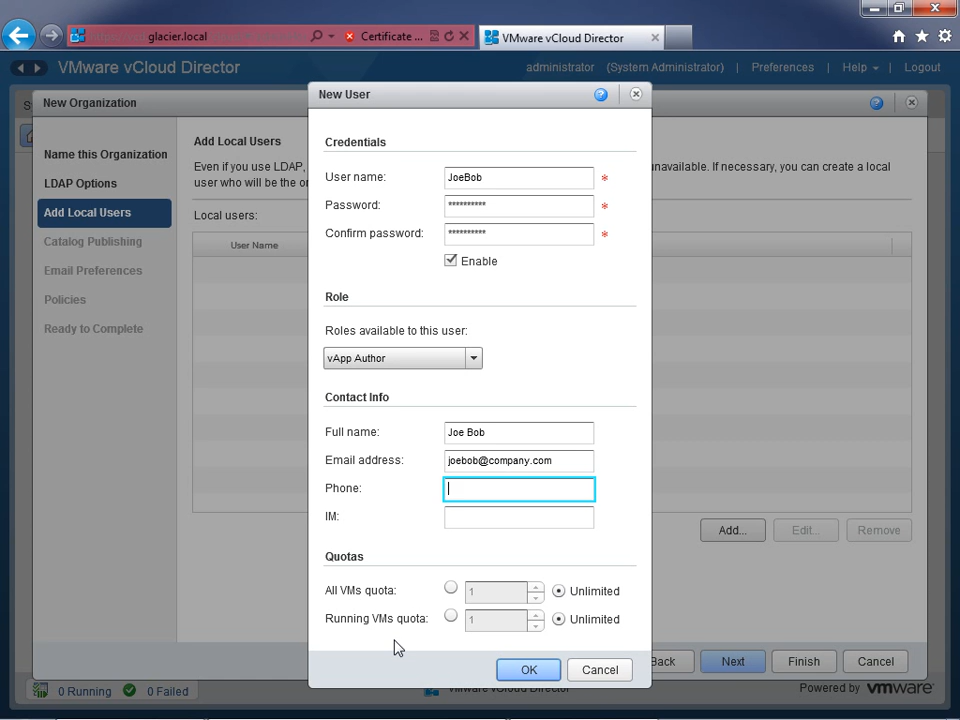 glacier.local
Certificate ...
VMware vCloud Director
VMware vCloud Director
administrator (System Administrator) | Preferences | Help | Logout
New Organization
New User
Name this Organization
LDAP Options
Add Local Users
Catalog Publishing
Email Preferences
Policies
Ready to Complete
Add Local Users
Even if you use LDAP,
unavailable. If necessary, you can create a local
user who will be the
Local users:
User Name
Credentials
User name: JoeBob *
Password: ********** *
Confirm password: ********** *
Enable
Role
Roles available to this user:
vApp Author
Contact Info
Full name: Joe Bob
Email address: joebob@company.com
Phone:
IM:
Quotas
All VMs quota: 1 Unlimited
Running VMs quota: 1 Unlimited
OK Cancel
Add... Edit... Remove
Back Next Finish Cancel
0 Running 0 Failed
VMware vCloud Director
Powered by vmware